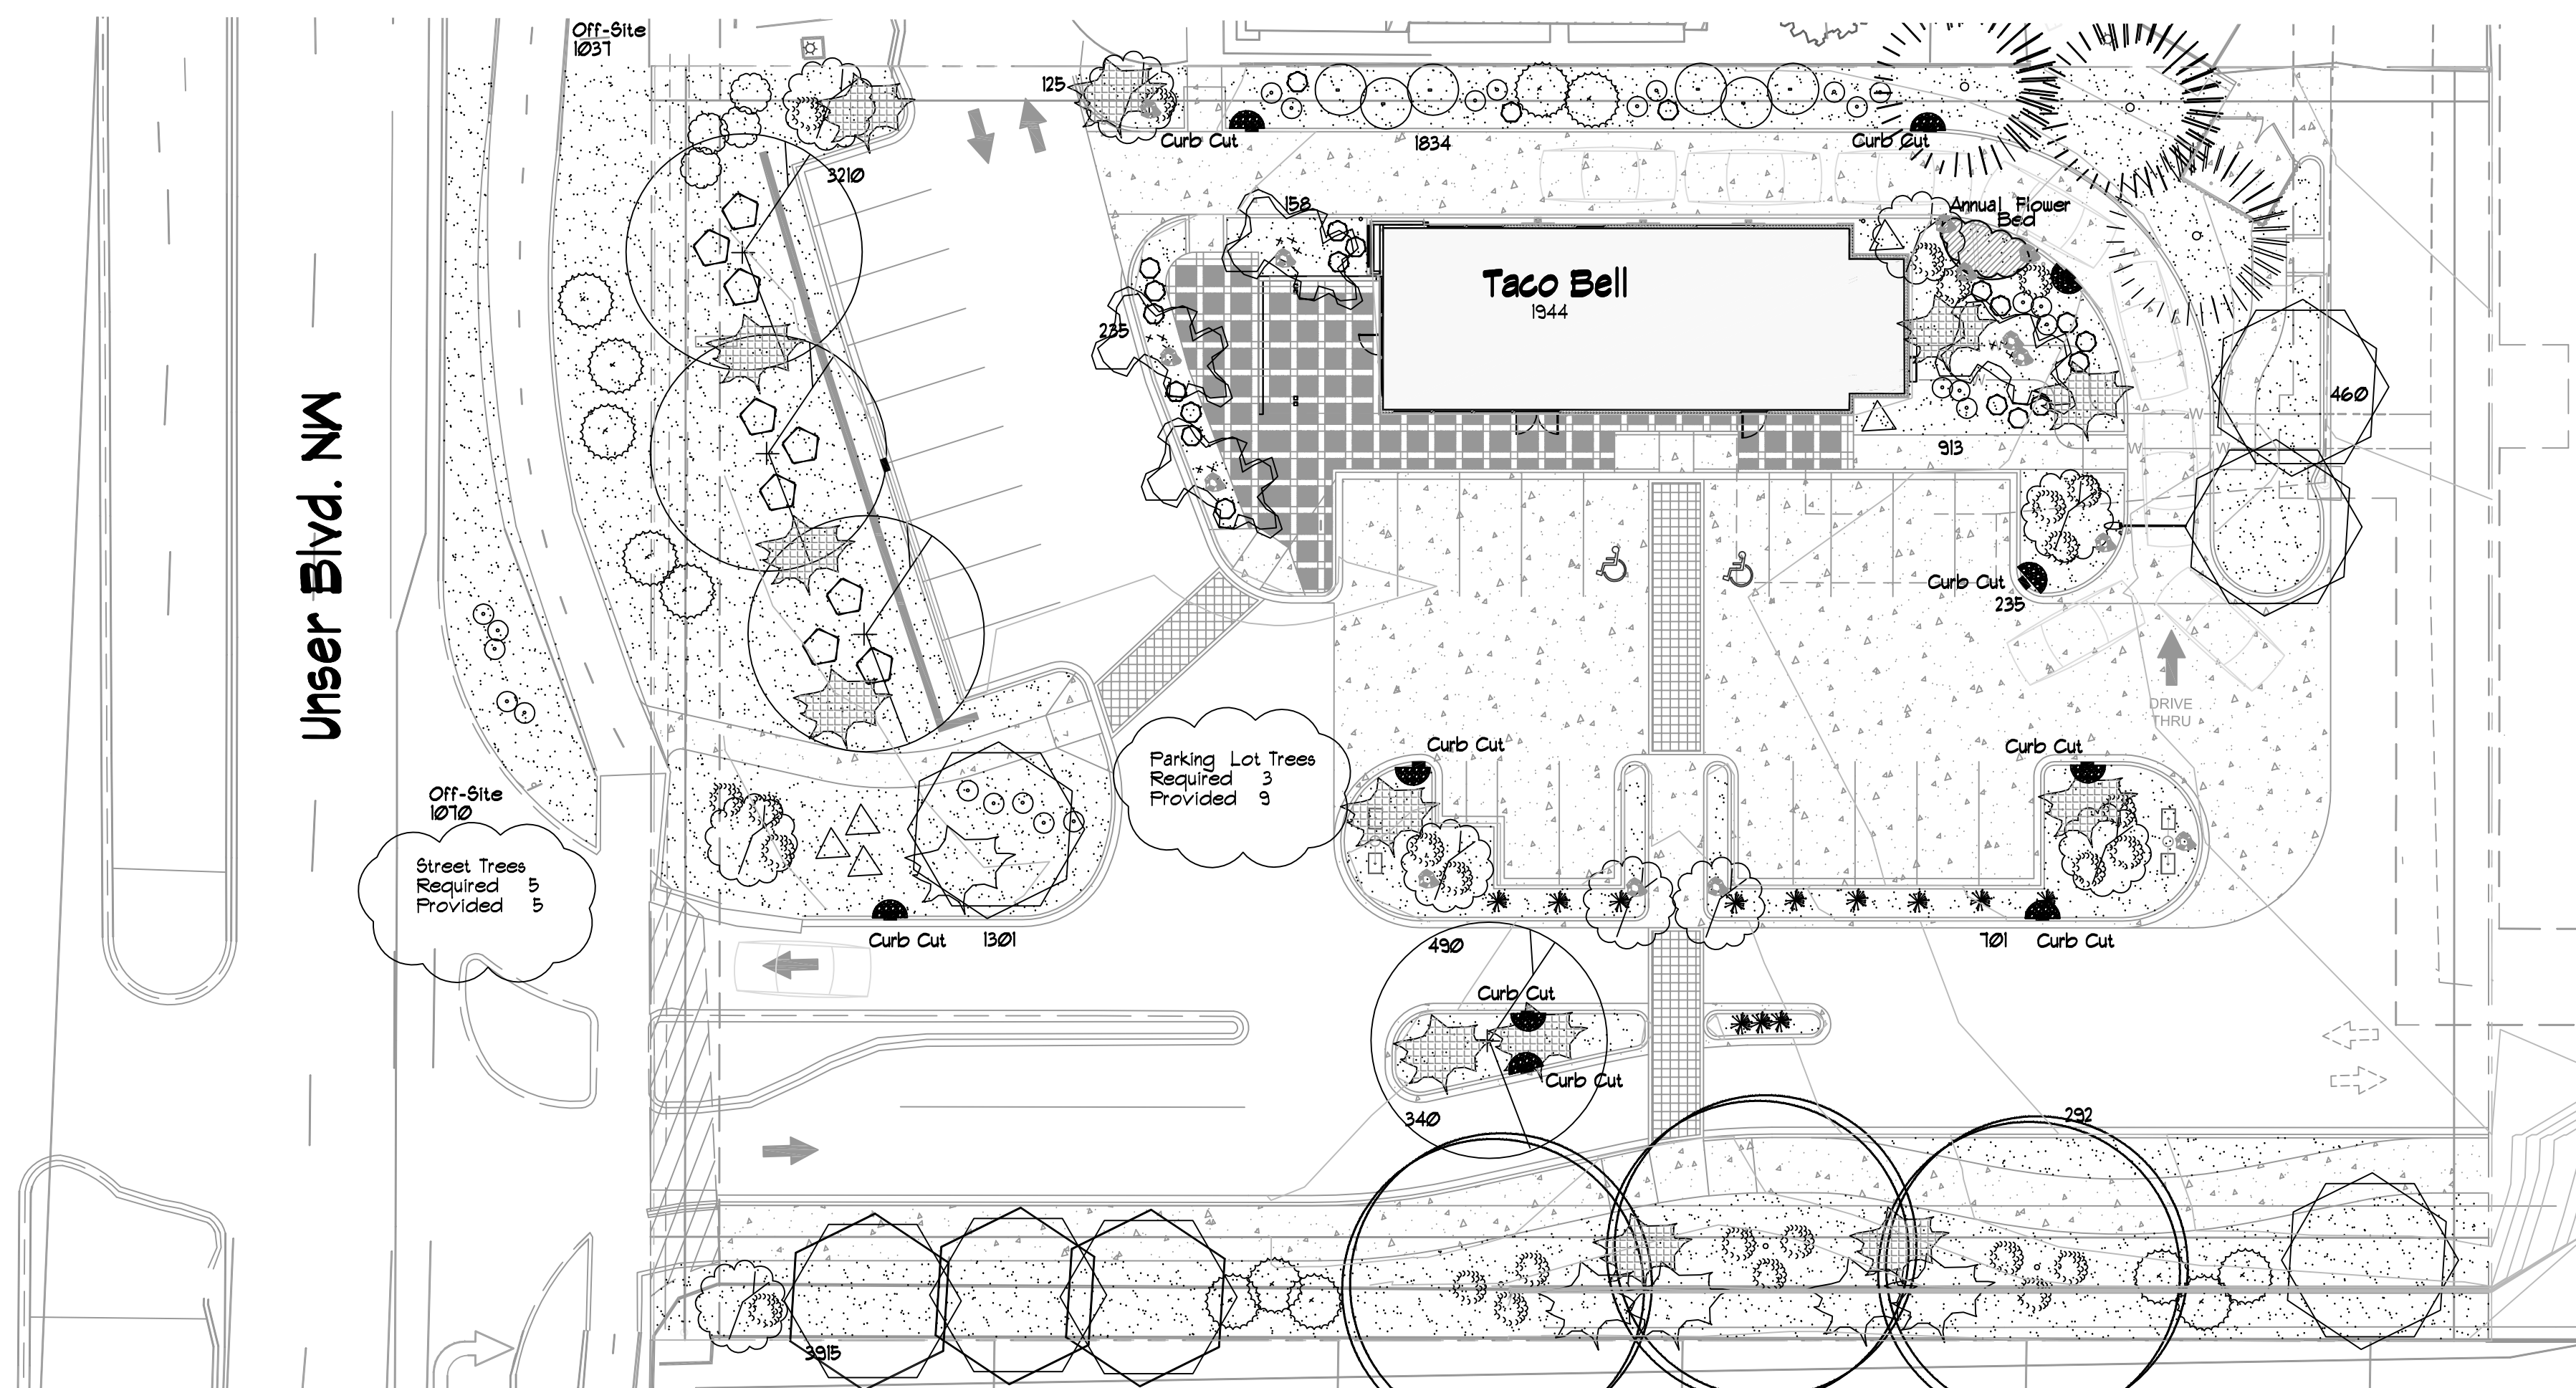 Off-Site
1037
125
Curb Cut
1834
Curb Cut
3210
158
Annual Flower
Bed
Taco Bell
1944
235
460
913
Unser Blvd. NW
W
W
W
Curb Cut
235
DRIVE
THRU
Curb Cut
Curb Cut
Parking Lot Trees
Required 3
Provided 9
Off-Site
1070
Street Trees
Required 5
Provided 5
Curb Cut
1301
490
701
Curb Cut
Curb Cut
Curb Cut
340
292
3915